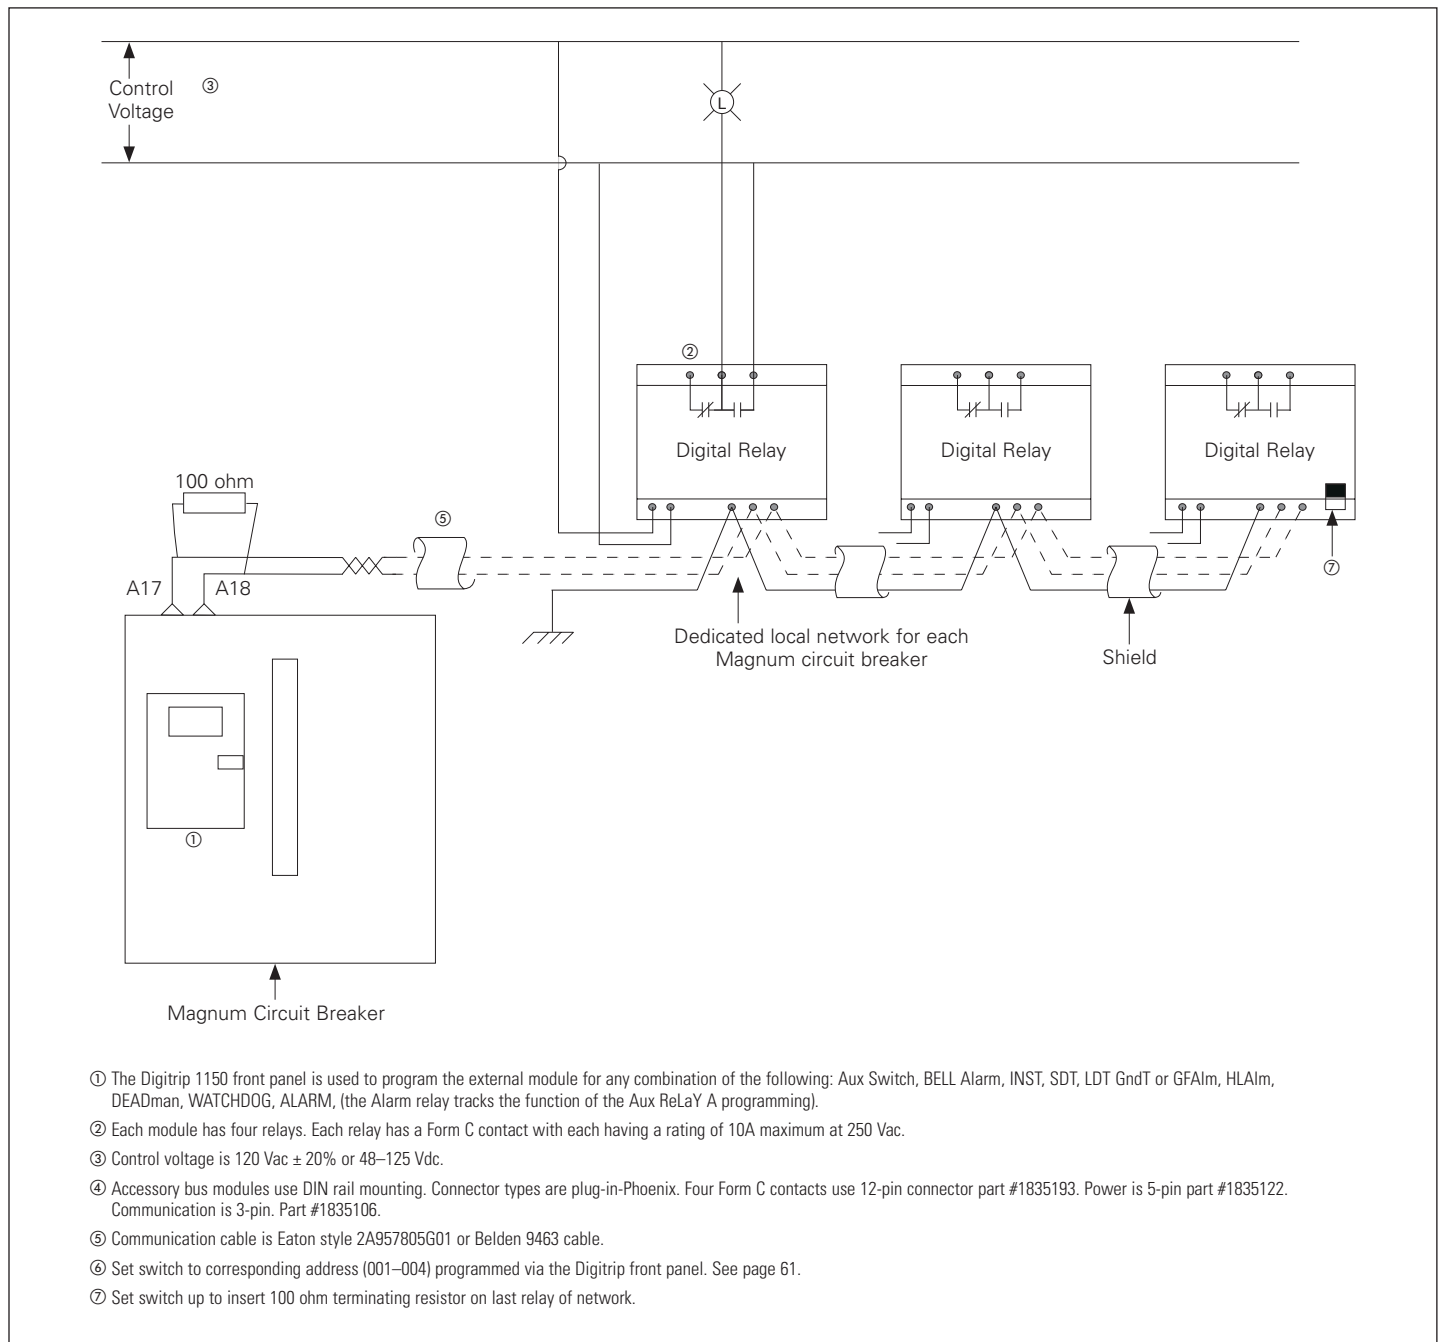 Control ③
Voltage
L
②
Digital Relay
Digital Relay
Digital Relay
100 ohm
⑤
A17
A18
⑦
Dedicated local network for each
Magnum circuit breaker
Shield
①
Magnum Circuit Breaker
① The Digitrip 1150 front panel is used to program the external module for any combination of the following: Aux Switch, BELL Alarm, INST, SDT, LDT GndT or GFAlm, HLAlm,
DEADman, WATCHDOG, ALARM, (the Alarm relay tracks the function of the Aux ReLaY A programming).
② Each module has four relays. Each relay has a Form C contact with each having a rating of 10A maximum at 250 Vac.
③ Control voltage is 120 Vac ± 20% or 48–125 Vdc.
④ Accessory bus modules use DIN rail mounting. Connector types are plug-in-Phoenix. Four Form C contacts use 12-pin connector part #1835193. Power is 5-pin part #1835122.
Communication is 3-pin. Part #1835106.
⑤ Communication cable is Eaton style 2A957805G01 or Belden 9463 cable.
⑥ Set switch to corresponding address (001–004) programmed via the Digitrip front panel. See page 61.
⑦ Set switch up to insert 100 ohm terminating resistor on last relay of network.